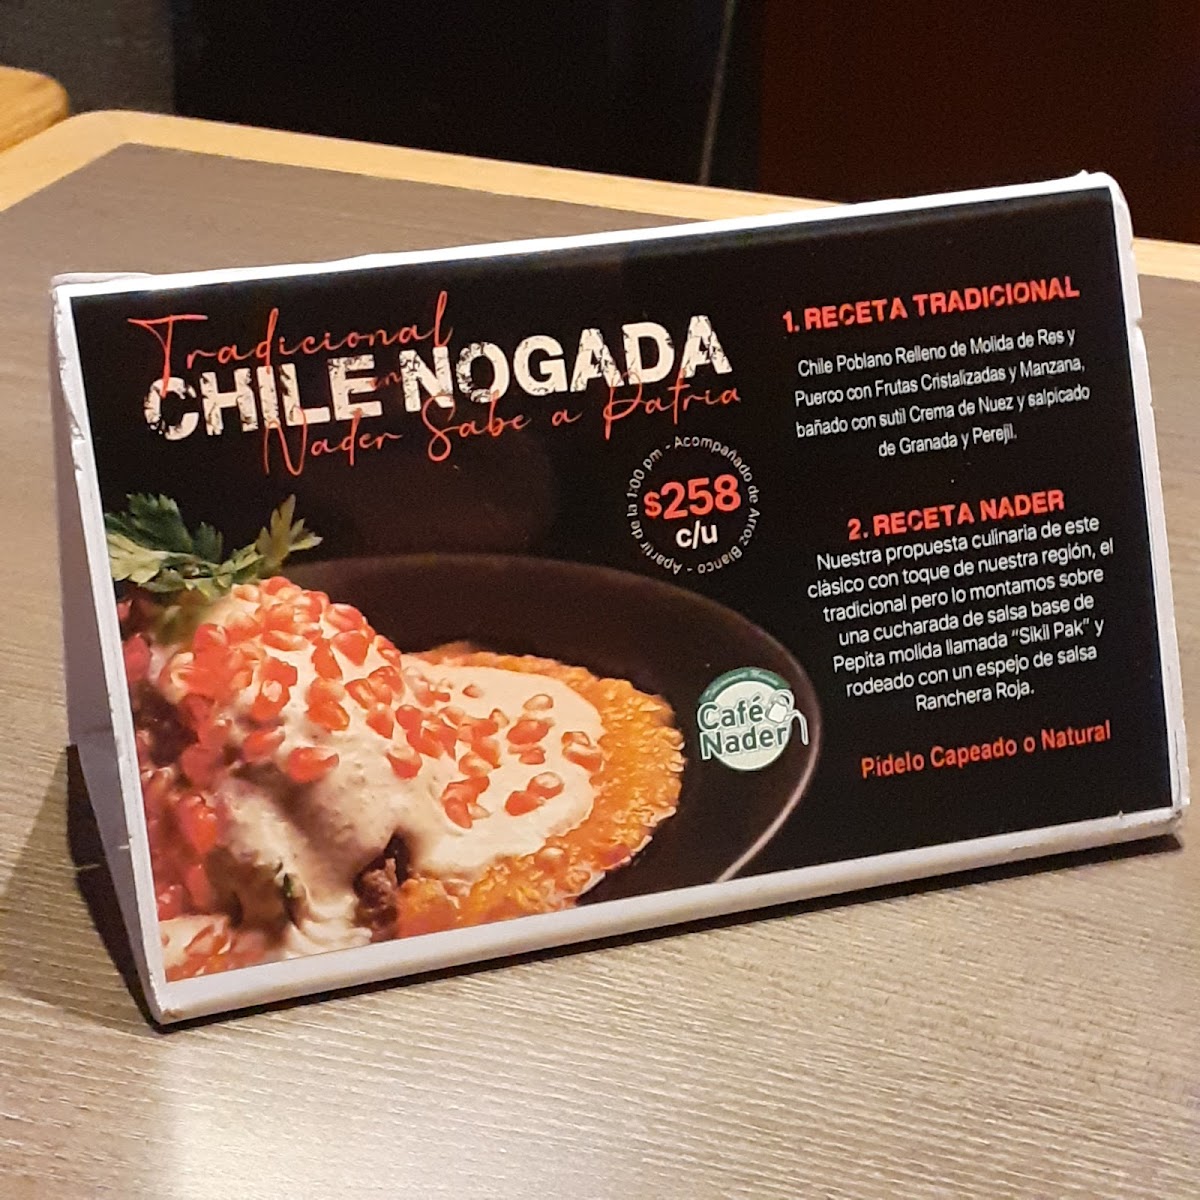 Tradicional
CHILE en NOGADA
Nader Sabe a Patria
Apartir de la 1:00 pm - Acompañado de Arroz Blanco -
$258
c/u
1. RECETA TRADICIONAL
Chile Poblano Relleno de Molida de Res y
Puerco con Frutas Cristalizadas y Manzana,
bañado con sutil Crema de Nuez y salpicado
de Granada y Perejil.
2. RECETA NADER
Nuestra propuesta culinaria de este
clàsico con toque de nuestra región, el
tradicional pero lo montamos sobre
una cucharada de salsa base de
Pepita molida llamada “Sikil Pak” y
rodeado con un espejo de salsa
Ranchera Roja.
Pídelo Capeado o Natural
Café
Nader